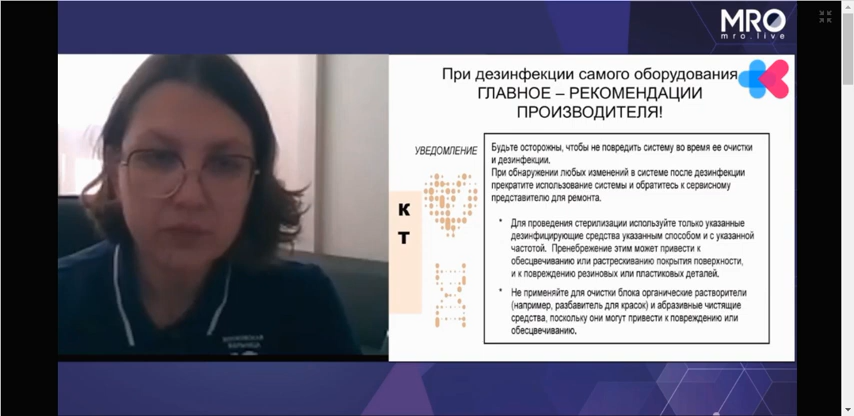 MRO
mro.live
При дезинфекции самого оборудования
ГЛАВНОЕ – РЕКОМЕНДАЦИИ
ПРОИЗВОДИТЕЛЯ!
УВЕДОМЛЕНИЕ
Будьте осторожны, чтобы не повредить систему во время ее очистки
и дезинфекции.
При обнаружении любых изменений в системе после дезинфекции
прекратите использование системы и обратитесь к сервисному
представителю для ремонта.
К
Т
* Для проведения стерилизации используйте только указанные
дезинфицирующие средства указанным способом и с указанной
частотой. Пренебрежение этим может привести к
обесцвечиванию или растрескиванию покрытия поверхности,
и к повреждению резиновых или пластиковых деталей.
* Не применяйте для очистки блока органические растворители
(например, разбавитель для красок) и абразивные чистящие
средства, поскольку они могут привести к повреждению или
обесцвечиванию.